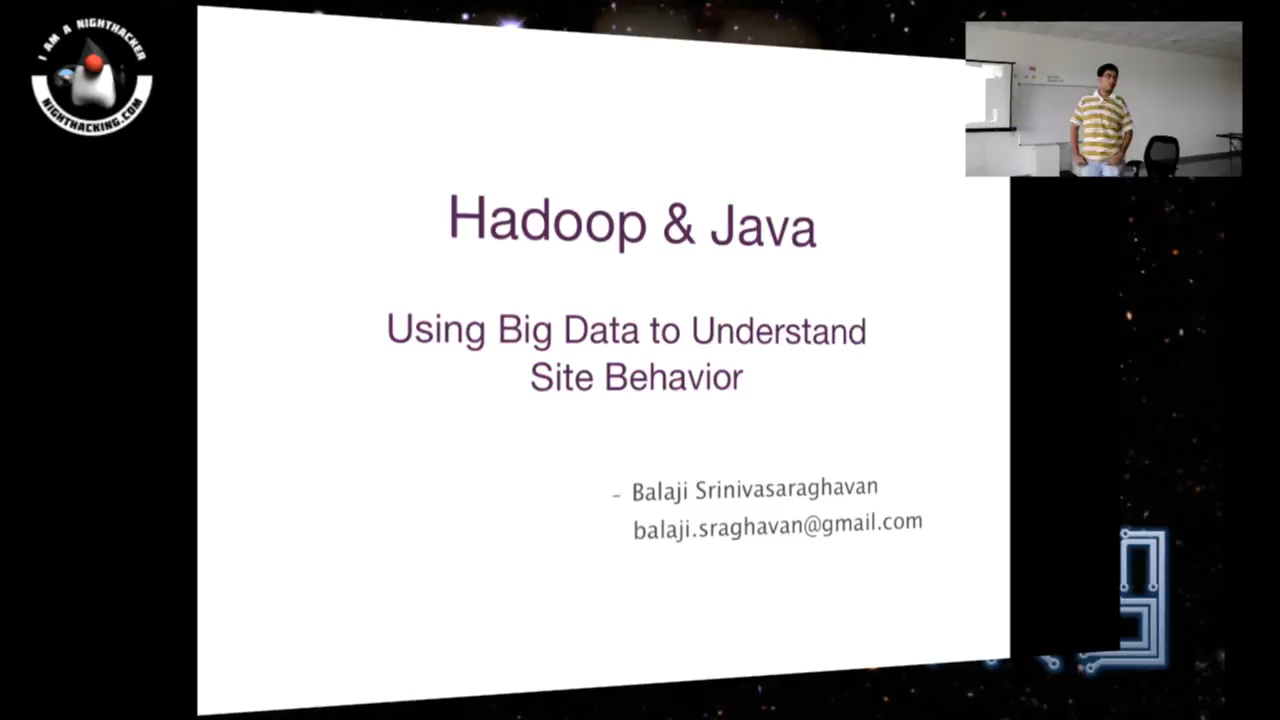 I AM A NIGHTHACKER
NIGHTHACKING.COM
Hadoop & Java
Using Big Data to Understand
Site Behavior
- Balaji Srinivasaraghavan
balaji.sraghavan@gmail.com